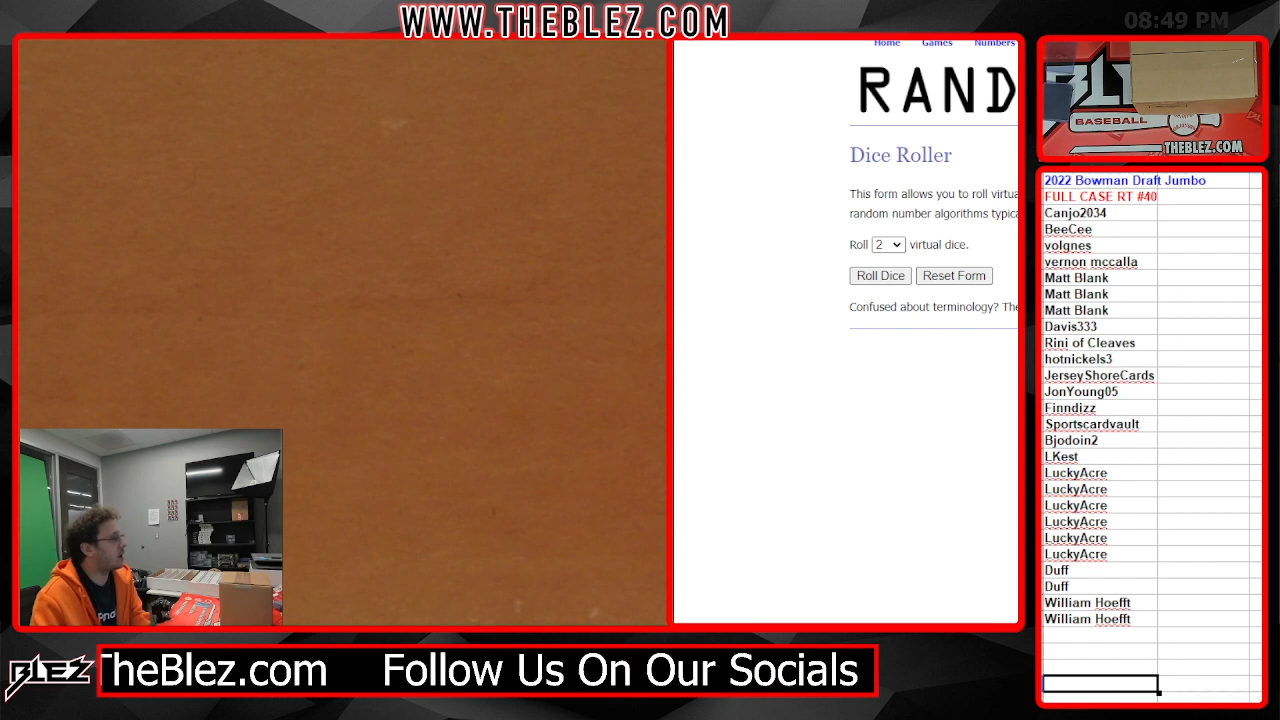 WWW.THEBLEZ.COM
08:49 PM
Home Games Numbers
RAND
Dice Roller
This form allows you to roll virtua
random number algorithms typica
Roll 2 virtual dice.
Roll Dice Reset Form
Confused about terminology? The
BASEBALL
THEBLEZ.COM
2022 Bowman Draft Jumbo
FULL CASE RT #40
Canjo2034
BeeCee
volgnes
vernon mccalla
Matt Blank
Matt Blank
Matt Blank
Davis333
Rini of Cleaves
hotnickels3
JerseyShoreCards
JonYoung05
Finndizz
Sportscardvault
Bjodoin2
LKest
LuckyAcre
LuckyAcre
LuckyAcre
LuckyAcre
LuckyAcre
LuckyAcre
Duff
Duff
William Hoefft
William Hoefft
BLEZ
TheBlez.com Follow Us On Our Socials